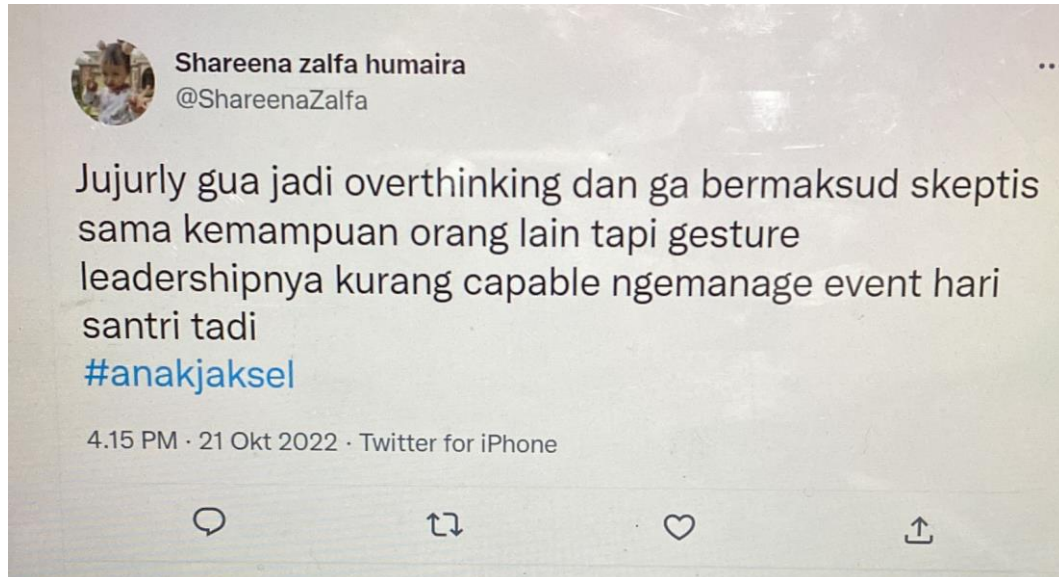 Shareena zalfa humaira
@ShareenaZalfa
Jujurly gua jadi overthinking dan ga bermaksud skeptis
sama kemampuan orang lain tapi gesture
leadershipnya kurang capable ngemanage event hari
santri tadi
#anakjaksel
4.15 PM · 21 Okt 2022 · Twitter for iPhone